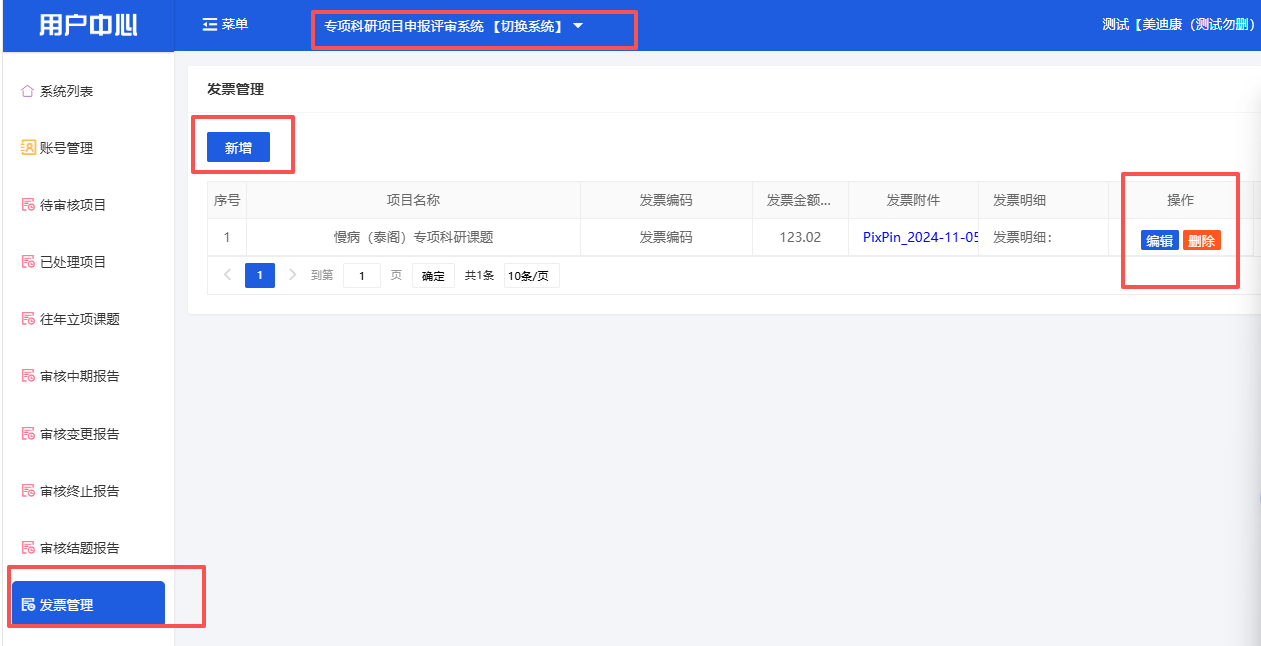 用户中心
菜单
专项科研项目申报评审系统 【切换系统】
测试【美迪康（测试勿删）
系统列表
账号管理
待审核项目
已处理项目
往年立项课题
审核中期报告
审核变更报告
审核终止报告
审核结题报告
发票管理
发票管理
新增
序号 项目名称 发票编码 发票金额... 发票附件 发票明细 操作
1 慢病（泰阁）专项科研课题 发票编码 123.02 PixPin_2024-11-05 发票明细： 编辑 删除
1 到第 1 页 确定 共1条 10条/页